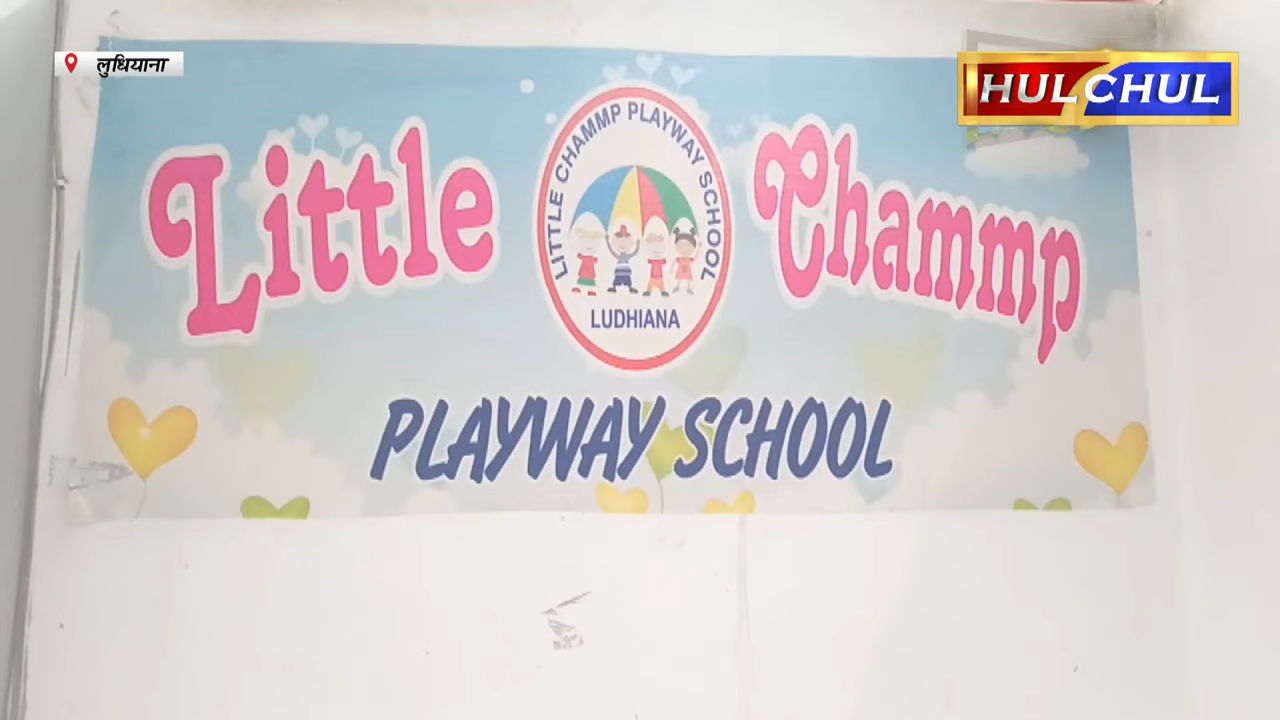 लुधियाना
HULCHUL
Little Chammp
LITTLE CHAMMP PLAYWAY SCHOOL
LUDHIANA
PLAYWAY SCHOOL